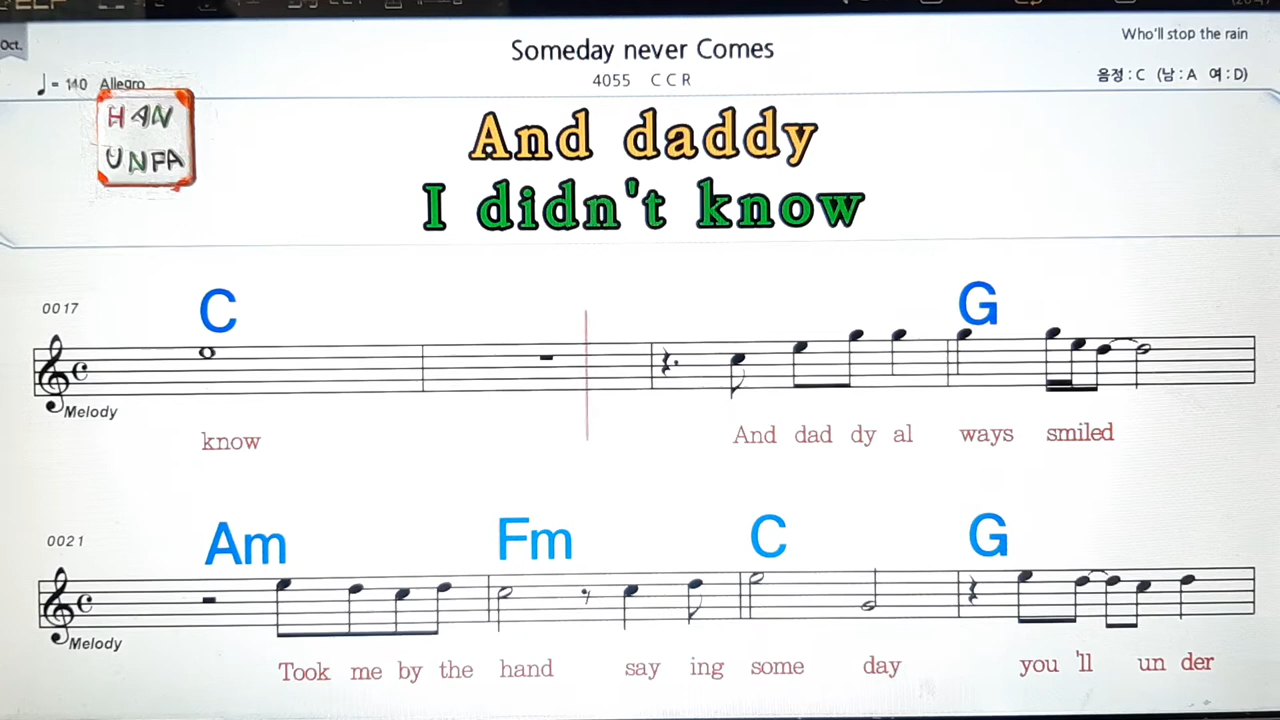 Oct.
Someday never Comes
Who'll stop the rain
♩= 140 Allegro
4055 C C R
음정 : C (남 : A 여 : D)
HAN
UNFA
And daddy
I didn't know
0017
C G
Melody
know And dad dy al ways smiled
0021
Am Fm C G
Melody
Took me by the hand say ing some day you 'll un der